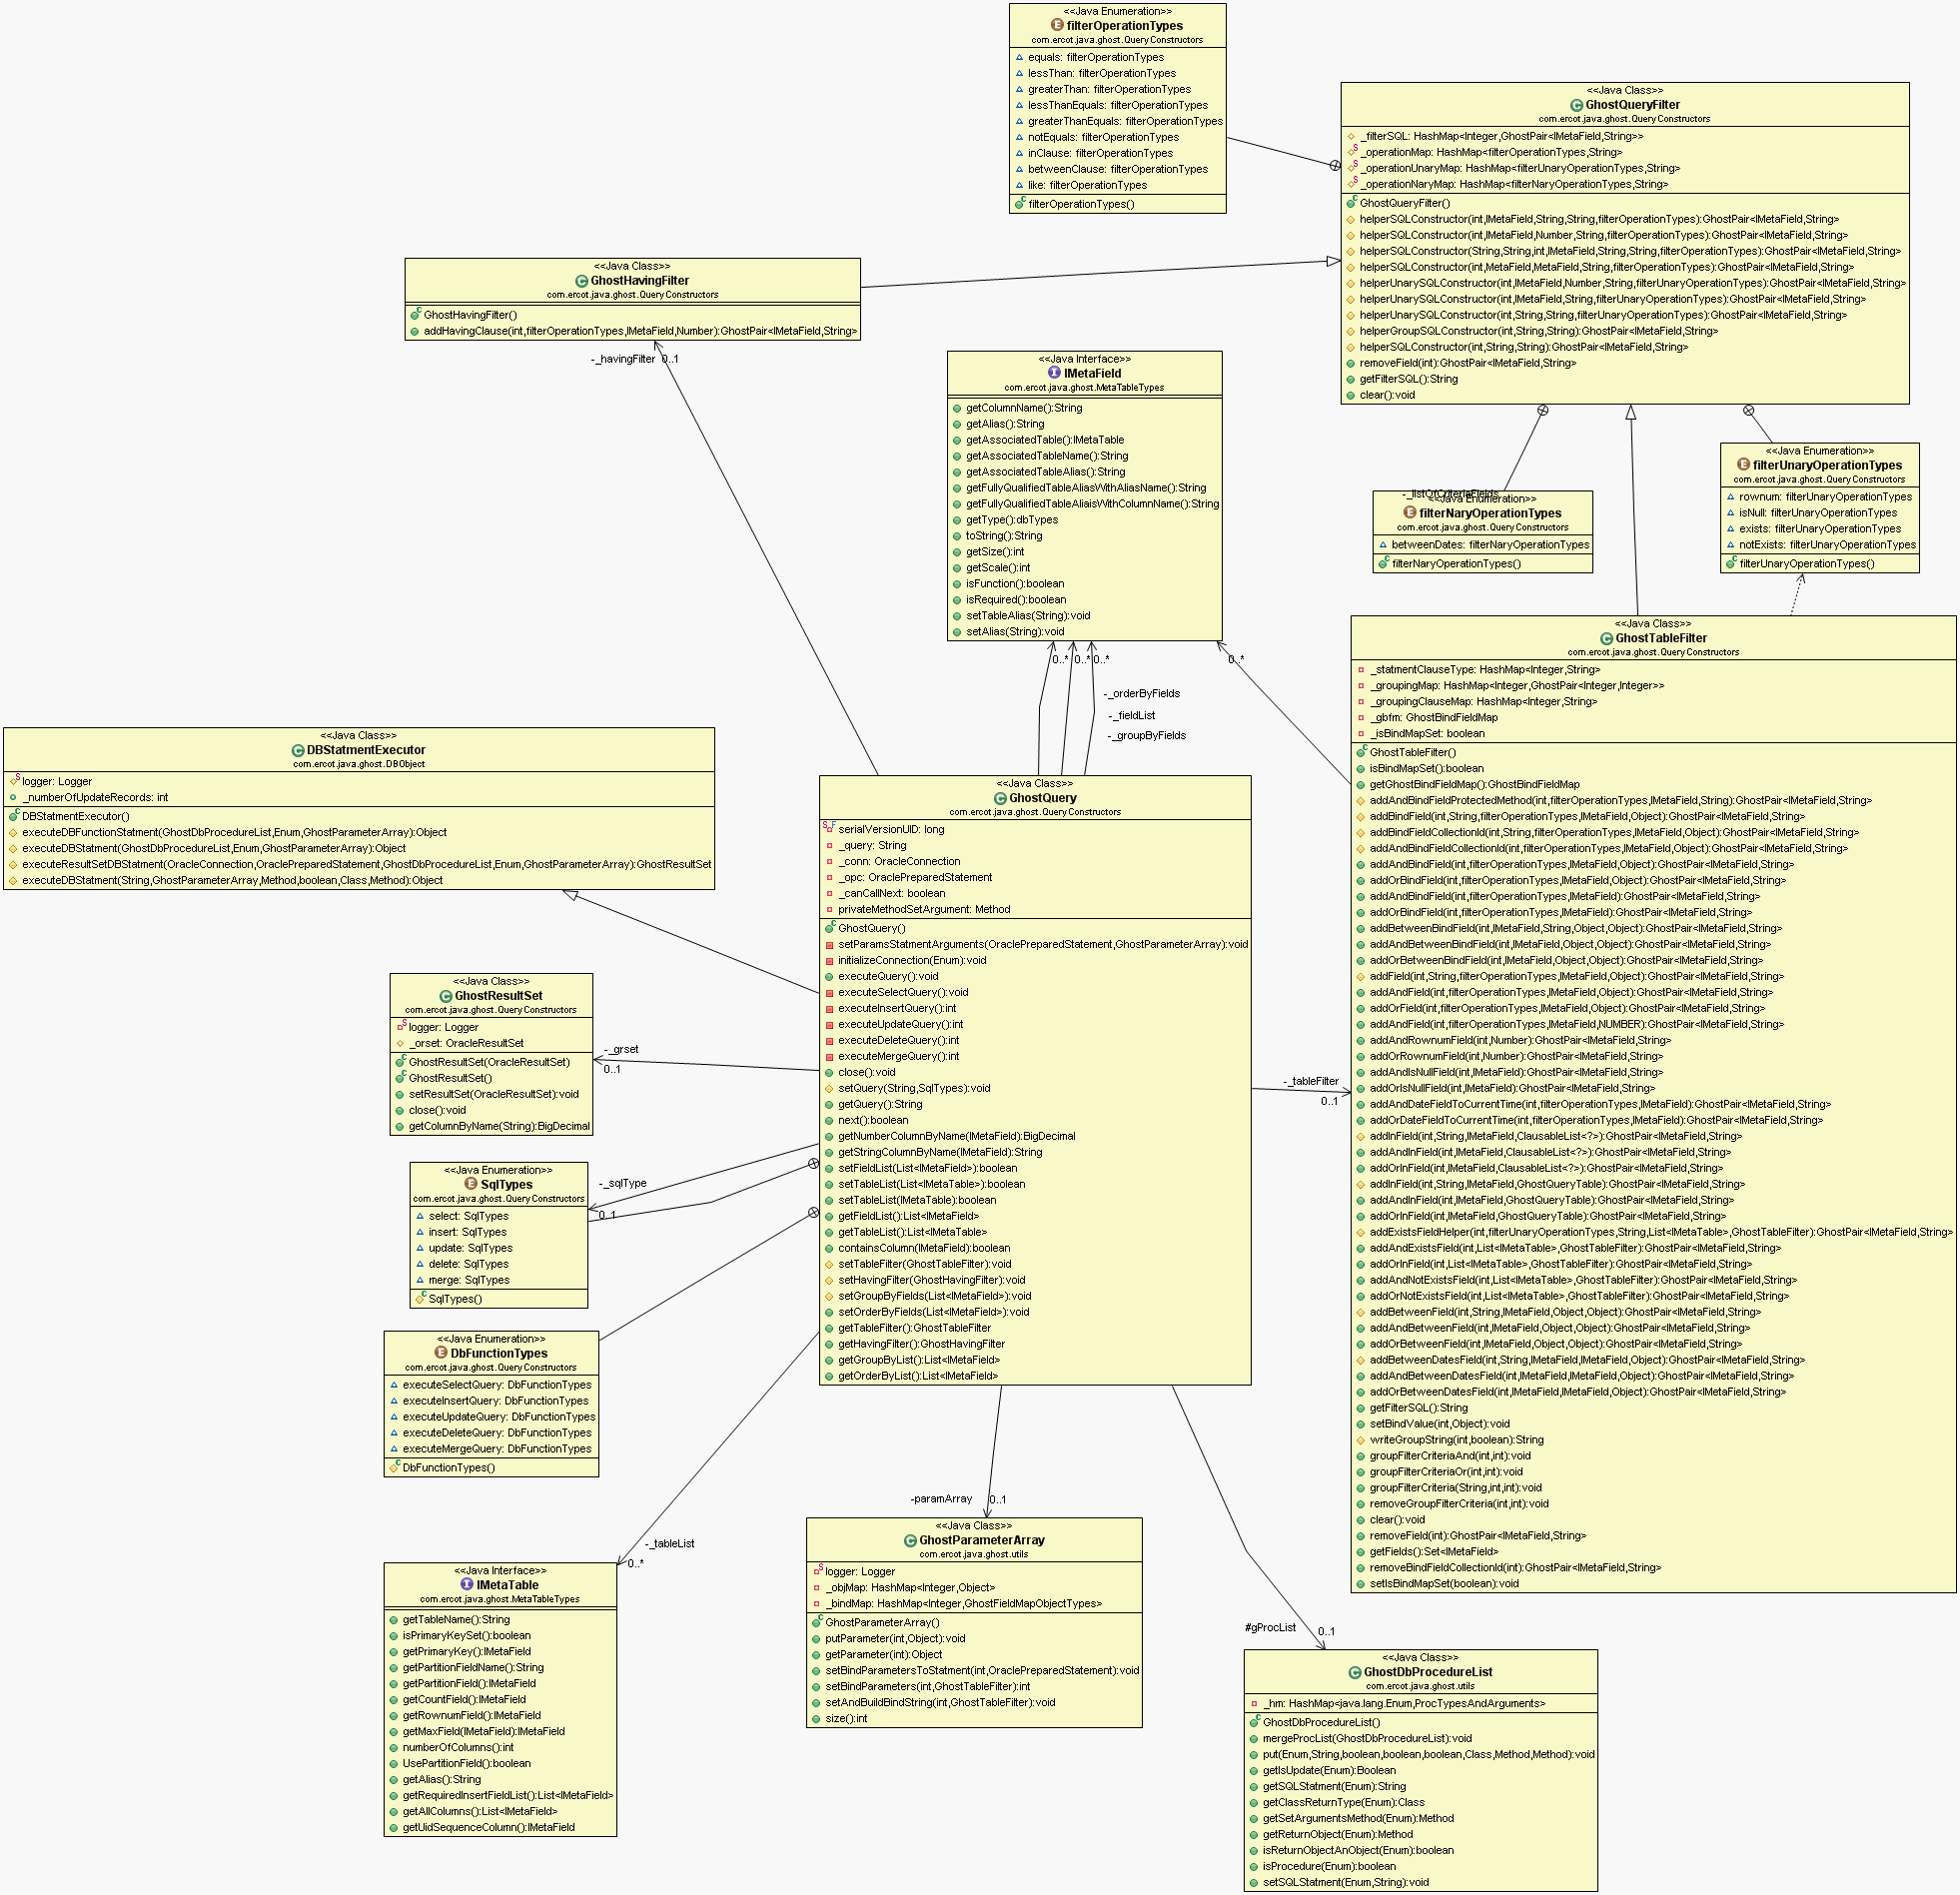 <<Java Enumeration>>
filterOperationTypes
com.ercot.java.ghost.QueryConstructors
equals: filterOperationTypes
lessThan: filterOperationTypes
greaterThan: filterOperationTypes
lessThanEquals: filterOperationTypes
greaterThanEquals: filterOperationTypes
notEquals: filterOperationTypes
inClause: filterOperationTypes
betweenClause: filterOperationTypes
like: filterOperationTypes
filterOperationTypes()
<<Java Class>>
GhostQueryFilter
com.ercot.java.ghost.QueryConstructors
_filterSQL: HashMap<Integer,GhostPair<IMetaField,String>>
_operationMap: HashMap<filterOperationTypes,String>
_operationUnaryMap: HashMap<filterUnaryOperationTypes,String>
_operationNaryMap: HashMap<filterNaryOperationTypes,String>
GhostQueryFilter()
helperSQLConstructor(int,IMetaField,String,String,filterOperationTypes):GhostPair<IMetaField,String>
helperSQLConstructor(int,IMetaField,Number,String,filterOperationTypes):GhostPair<IMetaField,String>
helperSQLConstructor(String,String,int,IMetaField,String,String,filterOperationTypes):GhostPair<IMetaField,String>
helperSQLConstructor(int,MetaField,MetaField,String,filterOperationTypes):GhostPair<IMetaField,String>
helperUnarySQLConstructor(int,IMetaField,Number,String,filterUnaryOperationTypes):GhostPair<IMetaField,String>
helperUnarySQLConstructor(int,IMetaField,String,filterUnaryOperationTypes):GhostPair<IMetaField,String>
helperUnarySQLConstructor(int,String,String,filterUnaryOperationTypes):GhostPair<IMetaField,String>
helperGroupSQLConstructor(int,String,String):GhostPair<IMetaField,String>
helperSQLConstructor(int,String,String):GhostPair<IMetaField,String>
removeField(int):GhostPair<IMetaField,String>
getFilterSQL():String
clear():void
<<Java Class>>
GhostHavingFilter
com.ercot.java.ghost.QueryConstructors
GhostHavingFilter()
addHavingClause(int,filterOperationTypes,IMetaField,Number):GhostPair<IMetaField,String>
-_havingFilter 0..1
<<Java Interface>>
IMetaField
com.ercot.java.ghost.MetaTableTypes
getColumnName():String
getAlias():String
getAssociatedTable():IMetaTable
getAssociatedTableName():String
getAssociatedTableAlias():String
getFullyQualifiedTableAliasWithAliasName():String
getFullyQualifiedTableAliaisWithColumnName():String
getType():dbTypes
toString():String
getSize():int
getScale():int
isFunction():boolean
isRequired():boolean
setTableAlias(String):void
setAlias(String):void
0..* 0..* 0..*
0..*
-_orderByFields
-_fieldList
-_groupByFields
-_listOfCriteriaFields
<<Java Enumeration>>
filterNaryOperationTypes
com.ercot.java.ghost.QueryConstructors
betweenDates: filterNaryOperationTypes
filterNaryOperationTypes()
<<Java Enumeration>>
filterUnaryOperationTypes
com.ercot.java.ghost.QueryConstructors
rownum: filterUnaryOperationTypes
isNull: filterUnaryOperationTypes
exists: filterUnaryOperationTypes
notExists: filterUnaryOperationTypes
filterUnaryOperationTypes()
<<Java Class>>
GhostTableFilter
com.ercot.java.ghost.QueryConstructors
_statmentClauseType: HashMap<Integer,String>
_groupingMap: HashMap<Integer,GhostPair<Integer,Integer>>
_groupingClauseMap: HashMap<Integer,String>
_gbfm: GhostBindFieldMap
_isBindMapSet: boolean
GhostTableFilter()
isBindMapSet():boolean
getGhostBindFieldMap():GhostBindFieldMap
addAndBindFieldProtectedMethod(int,filterOperationTypes,IMetaField,String):GhostPair<IMetaField,String>
addBindField(int,String,filterOperationTypes,IMetaField,Object):GhostPair<IMetaField,String>
addBindFieldCollectionId(int,String,filterOperationTypes,IMetaField,Object):GhostPair<IMetaField,String>
addAndBindFieldCollectionId(int,filterOperationTypes,IMetaField,Object):GhostPair<IMetaField,String>
addAndBindField(int,filterOperationTypes,IMetaField,Object):GhostPair<IMetaField,String>
addOrBindField(int,filterOperationTypes,IMetaField,Object):GhostPair<IMetaField,String>
addAndBindField(int,filterOperationTypes,IMetaField):GhostPair<IMetaField,String>
addOrBindField(int,filterOperationTypes,IMetaField):GhostPair<IMetaField,String>
addBetweenBindField(int,IMetaField,String,Object,Object):GhostPair<IMetaField,String>
addAndBetweenBindField(int,IMetaField,Object,Object):GhostPair<IMetaField,String>
addOrBetweenBindField(int,IMetaField,Object,Object):GhostPair<IMetaField,String>
addField(int,String,filterOperationTypes,IMetaField,Object):GhostPair<IMetaField,String>
addAndField(int,filterOperationTypes,IMetaField,Object):GhostPair<IMetaField,String>
addOrField(int,filterOperationTypes,IMetaField,Object):GhostPair<IMetaField,String>
addAndField(int,filterOperationTypes,IMetaField,NUMBER):GhostPair<IMetaField,String>
addAndRownumField(int,Number):GhostPair<IMetaField,String>
addOrRownumField(int,Number):GhostPair<IMetaField,String>
addAndIsNullField(int,IMetaField):GhostPair<IMetaField,String>
addOrIsNullField(int,IMetaField):GhostPair<IMetaField,String>
addAndDateFieldToCurrentTime(int,filterOperationTypes,IMetaField):GhostPair<IMetaField,String>
addOrDateFieldToCurrentTime(int,filterOperationTypes,IMetaField):GhostPair<IMetaField,String>
addInField(int,String,IMetaField,ClausableList<?>):GhostPair<IMetaField,String>
addAndInField(int,IMetaField,ClausableList<?>):GhostPair<IMetaField,String>
addOrInField(int,IMetaField,ClausableList<?>):GhostPair<IMetaField,String>
addInField(int,String,IMetaField,GhostQueryTable):GhostPair<IMetaField,String>
addAndInField(int,IMetaField,GhostQueryTable):GhostPair<IMetaField,String>
addOrInField(int,IMetaField,GhostQueryTable):GhostPair<IMetaField,String>
addExistsFieldHelper(int,filterUnaryOperationTypes,String,List<IMetaTable>,GhostTableFilter):GhostPair<IMetaField,String>
addAndExistsField(int,List<IMetaTable>,GhostTableFilter):GhostPair<IMetaField,String>
addOrInField(int,List<IMetaTable>,GhostTableFilter):GhostPair<IMetaField,String>
addAndNotExistsField(int,List<IMetaTable>,GhostTableFilter):GhostPair<IMetaField,String>
addOrNotExistsField(int,List<IMetaTable>,GhostTableFilter):GhostPair<IMetaField,String>
addBetweenField(int,String,IMetaField,Object,Object):GhostPair<IMetaField,String>
addAndBetweenField(int,IMetaField,Object,Object):GhostPair<IMetaField,String>
addOrBetweenField(int,IMetaField,Object,Object):GhostPair<IMetaField,String>
addBetweenDatesField(int,String,IMetaField,IMetaField,Object):GhostPair<IMetaField,String>
addAndBetweenDatesField(int,IMetaField,IMetaField,Object):GhostPair<IMetaField,String>
addOrBetweenDatesField(int,IMetaField,IMetaField,Object):GhostPair<IMetaField,String>
getFilterSQL():String
setBindValue(int,Object):void
writeGroupString(int,boolean):String
groupFilterCriteriaAnd(int,int):void
groupFilterCriteriaOr(int,int):void
groupFilterCriteria(String,int,int):void
removeGroupFilterCriteria(int,int):void
clear():void
removeField(int):GhostPair<IMetaField,String>
getFields():Set<IMetaField>
removeBindFieldCollectionId(int):GhostPair<IMetaField,String>
setIsBindMapSet(boolean):void
<<Java Class>>
DBStatmentExecutor
com.ercot.java.ghost.DBObject
logger: Logger
_numberOfUpdateRecords: int
DBStatmentExecutor()
executeDBFunctionStatment(GhostDbProcedureList,Enum,GhostParameterArray):Object
executeDBStatment(GhostDbProcedureList,Enum,GhostParameterArray):Object
executeResultSetDBStatment(OracleConnection,OraclePreparedStatement,GhostDbProcedureList,Enum,GhostParameterArray):GhostResultSet
executeDBStatment(String,GhostParameterArray,Method,boolean,Class,Method):Object
<<Java Class>>
GhostQuery
com.ercot.java.ghost.QueryConstructors
serialVersionUID: long
_query: String
_conn: OracleConnection
_opc: OraclePreparedStatement
_canCallNext: boolean
privateMethodSetArgument: Method
GhostQuery()
setParamsStatmentArguments(OraclePreparedStatement,GhostParameterArray):void
initializeConnection(Enum):void
executeQuery():void
executeSelectQuery():void
executeInsertQuery():int
executeUpdateQuery():int
executeDeleteQuery():int
executeMergeQuery():int
close():void
setQuery(String,SqlTypes):void
getQuery():String
next():boolean
getNumberColumnByName(IMetaField):BigDecimal
getStringColumnByName(IMetaField):String
setFieldList(List<IMetaField>):boolean
setTableList(List<IMetaTable>):boolean
setTableList(IMetaTable):boolean
getFieldList():List<IMetaField>
getTableList():List<IMetaTable>
containsColumn(IMetaField):boolean
setTableFilter(GhostTableFilter):void
setHavingFilter(GhostHavingFilter):void
setGroupByFields(List<IMetaField>):void
setOrderByFields(List<IMetaField>):void
getTableFilter():GhostTableFilter
getHavingFilter():GhostHavingFilter
getGroupByList():List<IMetaField>
getOrderByList():List<IMetaField>
-_tableFilter
0..1
<<Java Class>>
GhostResultSet
com.ercot.java.ghost.QueryConstructors
logger: Logger
_orset: OracleResultSet
GhostResultSet(OracleResultSet)
GhostResultSet()
setResultSet(OracleResultSet):void
close():void
getColumnByName(String):BigDecimal
-_grset
0..1
<<Java Enumeration>>
SqlTypes
com.ercot.java.ghost.QueryConstructors
select: SqlTypes
insert: SqlTypes
update: SqlTypes
delete: SqlTypes
merge: SqlTypes
SqlTypes()
-_sqlType
0..1
<<Java Enumeration>>
DbFunctionTypes
com.ercot.java.ghost.QueryConstructors
executeSelectQuery: DbFunctionTypes
executeInsertQuery: DbFunctionTypes
executeUpdateQuery: DbFunctionTypes
executeDeleteQuery: DbFunctionTypes
executeMergeQuery: DbFunctionTypes
DbFunctionTypes()
-_tableList
0..*
<<Java Interface>>
IMetaTable
com.ercot.java.ghost.MetaTableTypes
getTableName():String
isPrimaryKeySet():boolean
getPrimaryKey():IMetaField
getPartitionFieldName():String
getPartitionField():IMetaField
getCountField():IMetaField
getRownumField():IMetaField
getMaxField(IMetaField):IMetaField
numberOfColumns():int
UsePartitionField():boolean
getAlias():String
getRequiredInsertFieldList():List<IMetaField>
getAllColumns():List<IMetaField>
getUidSequenceColumn():IMetaField
-paramArray 0..1
<<Java Class>>
GhostParameterArray
com.ercot.java.ghost.utils
logger: Logger
_objMap: HashMap<Integer,Object>
_bindMap: HashMap<Integer,GhostFieldMapObjectTypes>
GhostParameterArray()
putParameter(int,Object):void
getParameter(int):Object
setBindParametersToStatment(int,OraclePreparedStatement):void
setBindParameters(int,GhostTableFilter):int
setAndBuildBindString(int,GhostTableFilter):void
size():int
#gProcList 0..1
<<Java Class>>
GhostDbProcedureList
com.ercot.java.ghost.utils
_hm: HashMap<java.lang.Enum,ProcTypesAndArguments>
GhostDbProcedureList()
mergeProcList(GhostDbProcedureList):void
put(Enum,String,boolean,boolean,boolean,Class,Method,Method):void
getIsUpdate(Enum):Boolean
getSQLStatment(Enum):String
getClassReturnType(Enum):Class
getSetArgumentsMethod(Enum):Method
getReturnObject(Enum):Method
isReturnObjectAnObject(Enum):boolean
isProcedure(Enum):boolean
setSQLStatment(Enum,String):void